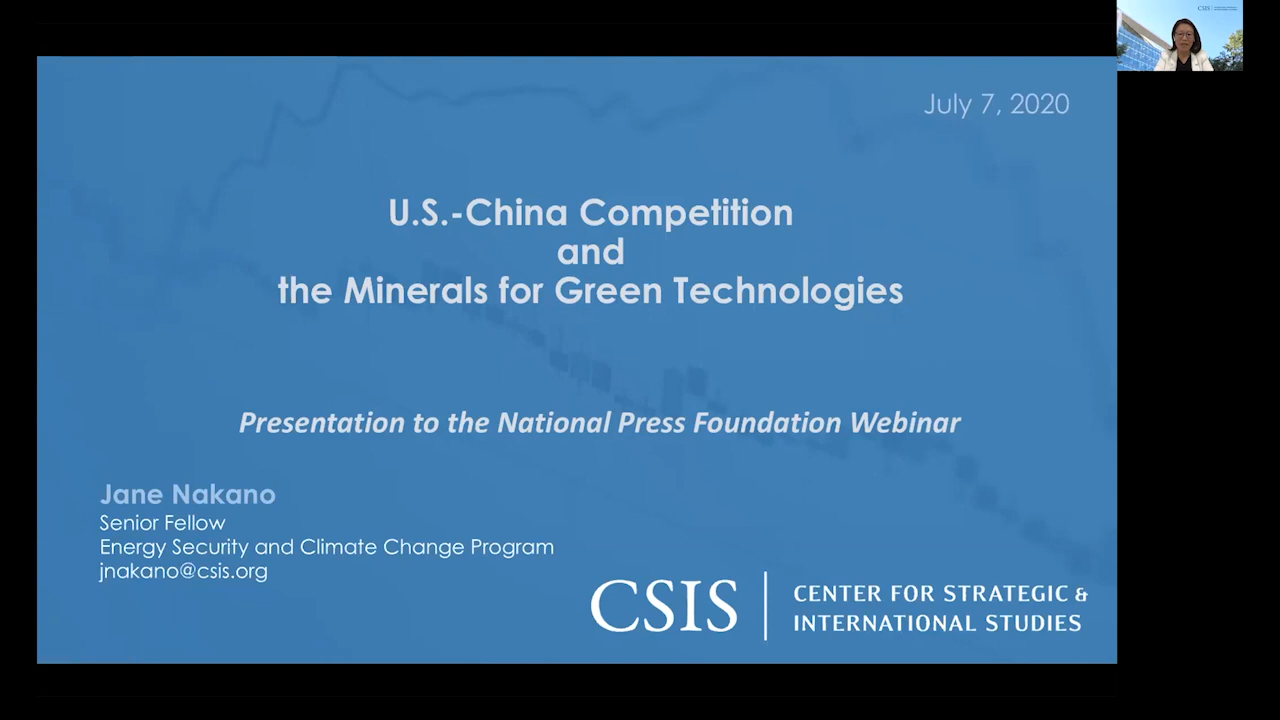 CSIS
July 7, 2020
U.S.-China Competition
and
the Minerals for Green Technologies
Presentation to the National Press Foundation Webinar
Jane Nakano
Senior Fellow
Energy Security and Climate Change Program
jnakano@csis.org
CSIS
CENTER FOR STRATEGIC &
INTERNATIONAL STUDIES